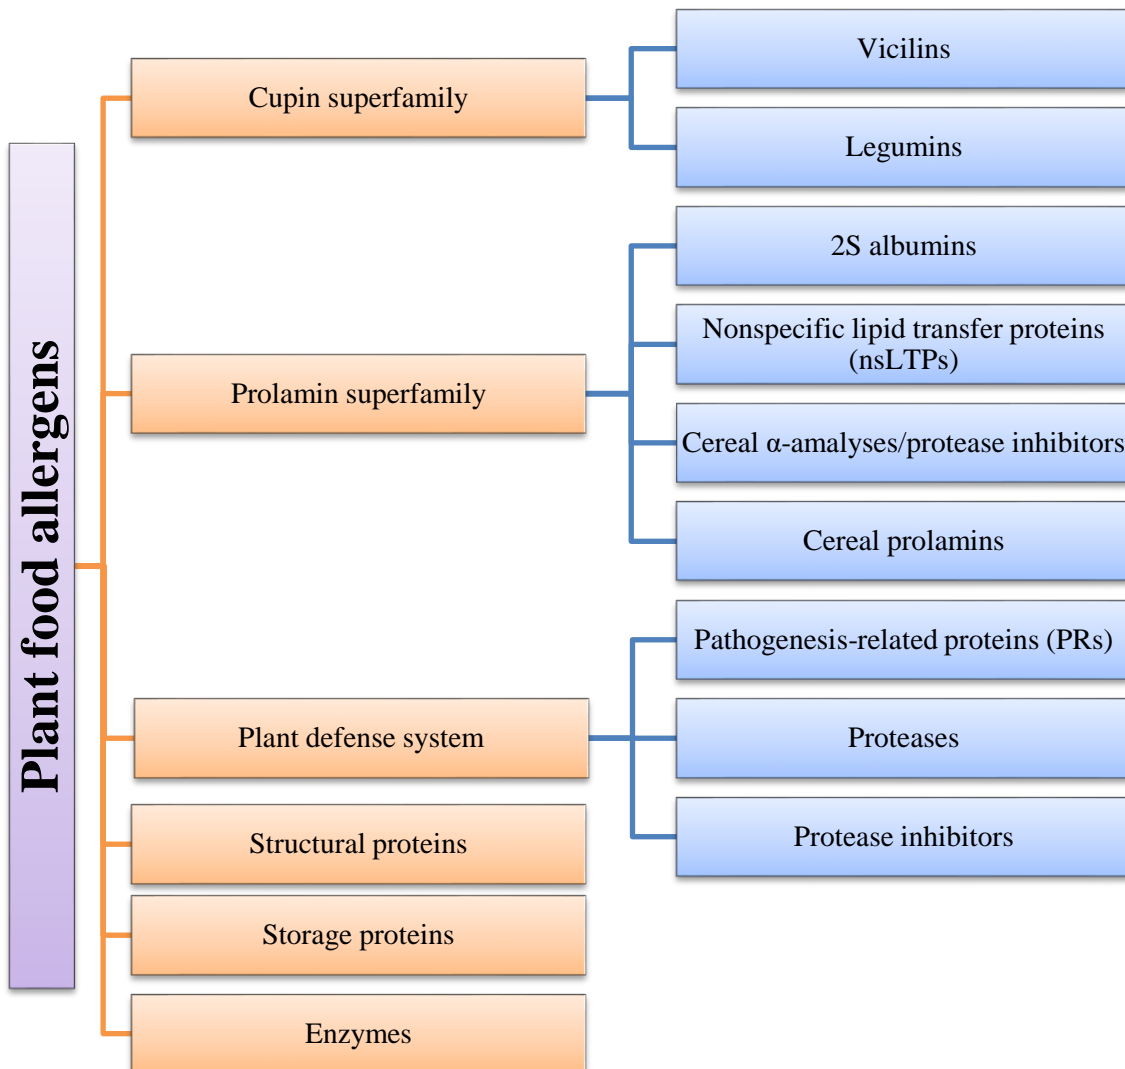 Plant food allergens
Cupin superfamily
Vicilins
Legumins
Prolamin superfamily
2S albumins
Nonspecific lipid transfer proteins
(nsLTPs)
Cereal α-analyses/protease inhibitors
Cereal prolamins
Plant defense system
Pathogenesis-related proteins (PRs)
Proteases
Protease inhibitors
Structural proteins
Storage proteins
Enzymes